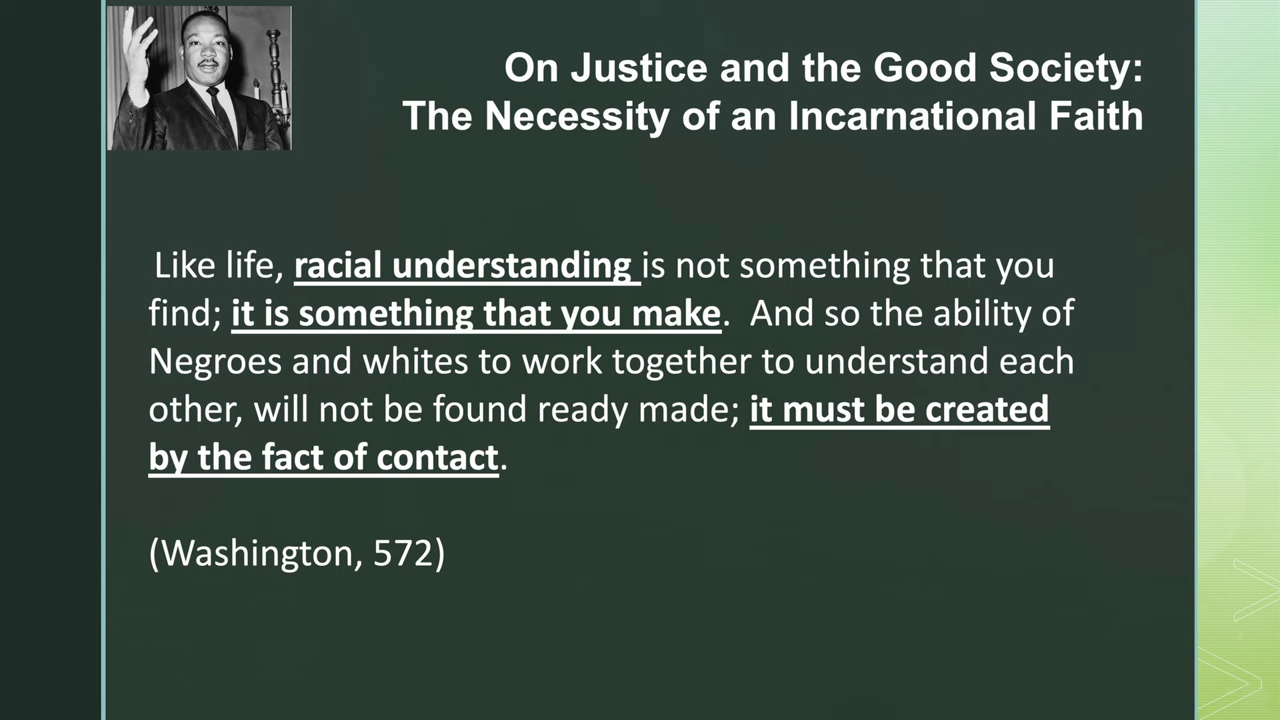 On Justice and the Good Society:
The Necessity of an Incarnational Faith
Like life, racial understanding is not something that you
find; it is something that you make.  And so the ability of
Negroes and whites to work together to understand each
other, will not be found ready made; it must be created
by the fact of contact.
(Washington, 572)